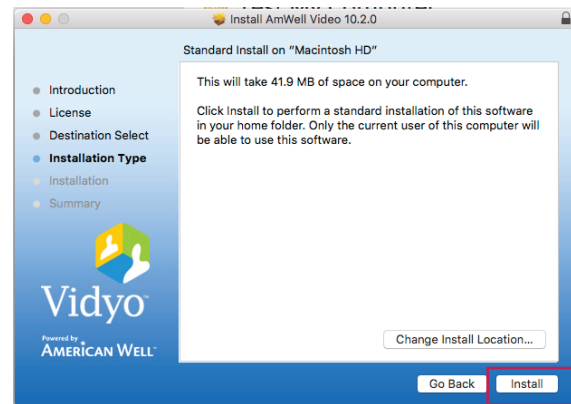 Install AmWell Video 10.2.0
Standard Install on "Macintosh HD"
Introduction
License
Destination Select
Installation Type
Installation
Summary
This will take 41.9 MB of space on your computer.
Click Install to perform a standard installation of this software
in your home folder. Only the current user of this computer will
be able to use this software.
Vidyo™
Powered by
AMERICAN WELL™
Change Install Location...
Go Back
Install